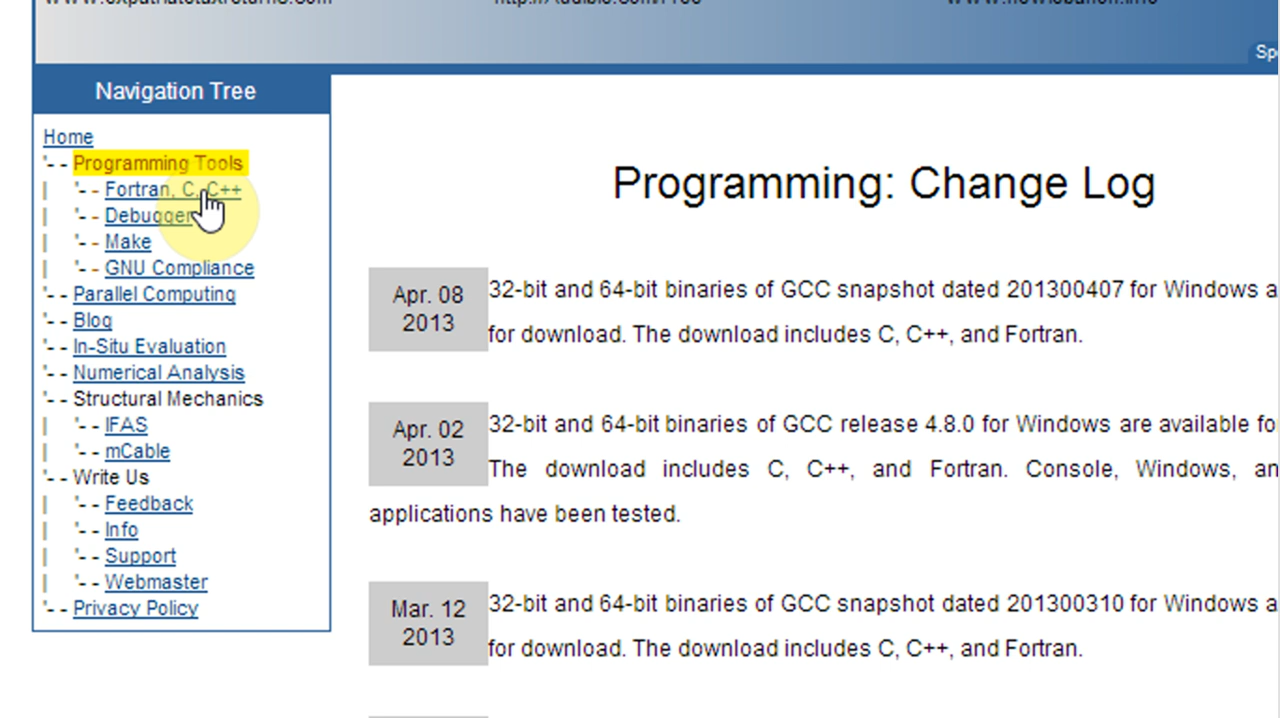 Sp
Navigation Tree
Home
'- - Programming Tools
| '- - Fortran, C, C++
| '- - Debugger
| '- - Make
| '- - GNU Compliance
'- - Parallel Computing
'- - Blog
'- - In-Situ Evaluation
'- - Numerical Analysis
'- - Structural Mechanics
| '- - IFAS
| '- - mCable
'- - Write Us
| '- - Feedback
| '- - Info
| '- - Support
| '- - Webmaster
'- - Privacy Policy
Programming: Change Log
Apr. 08
2013
32-bit and 64-bit binaries of GCC snapshot dated 201300407 for Windows a
for download. The download includes C, C++, and Fortran.
Apr. 02
2013
32-bit and 64-bit binaries of GCC release 4.8.0 for Windows are available fo
The download includes C, C++, and Fortran. Console, Windows, an
applications have been tested.
Mar. 12
2013
32-bit and 64-bit binaries of GCC snapshot dated 201300310 for Windows a
for download. The download includes C, C++, and Fortran.